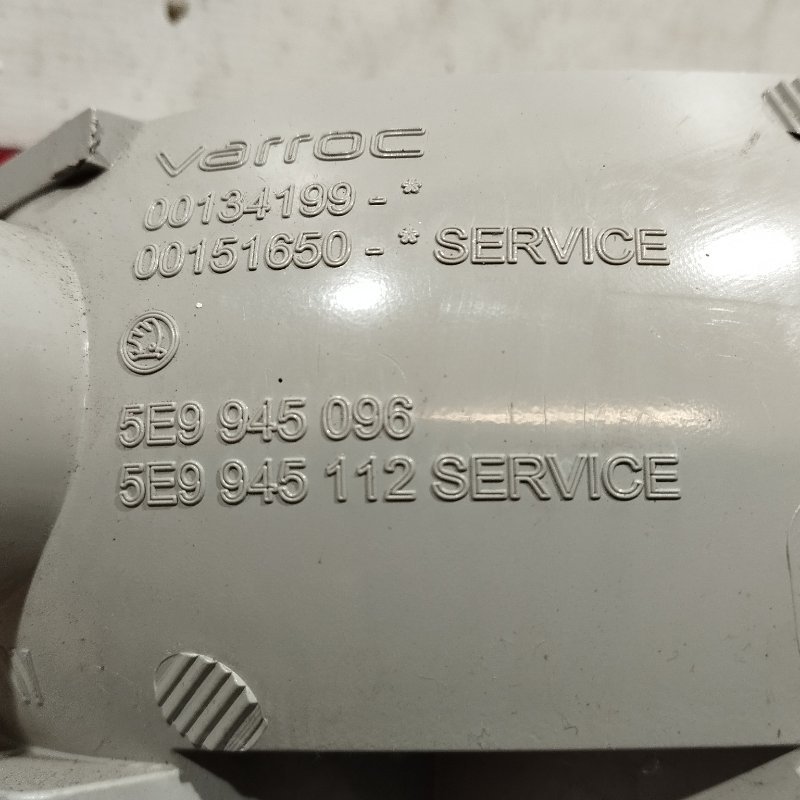 varroc
00134199 - *
00151650 - * SERVICE
5E9 945 096
5E9 945 112 SERVICE